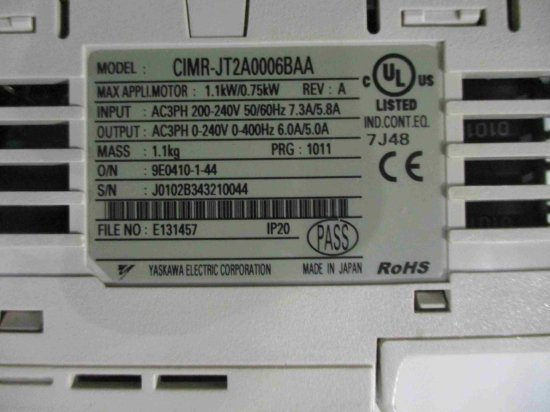 MODEL : CIMR-JT2A0006BAA
MAX APPLI.MOTOR : 1.1kW/0.75kW REV : A
INPUT : AC3PH 200-240V 50/60Hz 7.3A/5.8A
OUTPUT : AC3PH 0-240V 0-400Hz 6.0A/5.0A
MASS : 1.1kg PRG : 1011
O/N : 9E0410-1-44
S/N : J0102B343210044
FILE NO : E131457 IP20
PASS
YASKAWA ELECTRIC CORPORATION MADE IN JAPAN
C UL US
LISTED
IND.CONT.EQ.
7J48
CE
RoHS